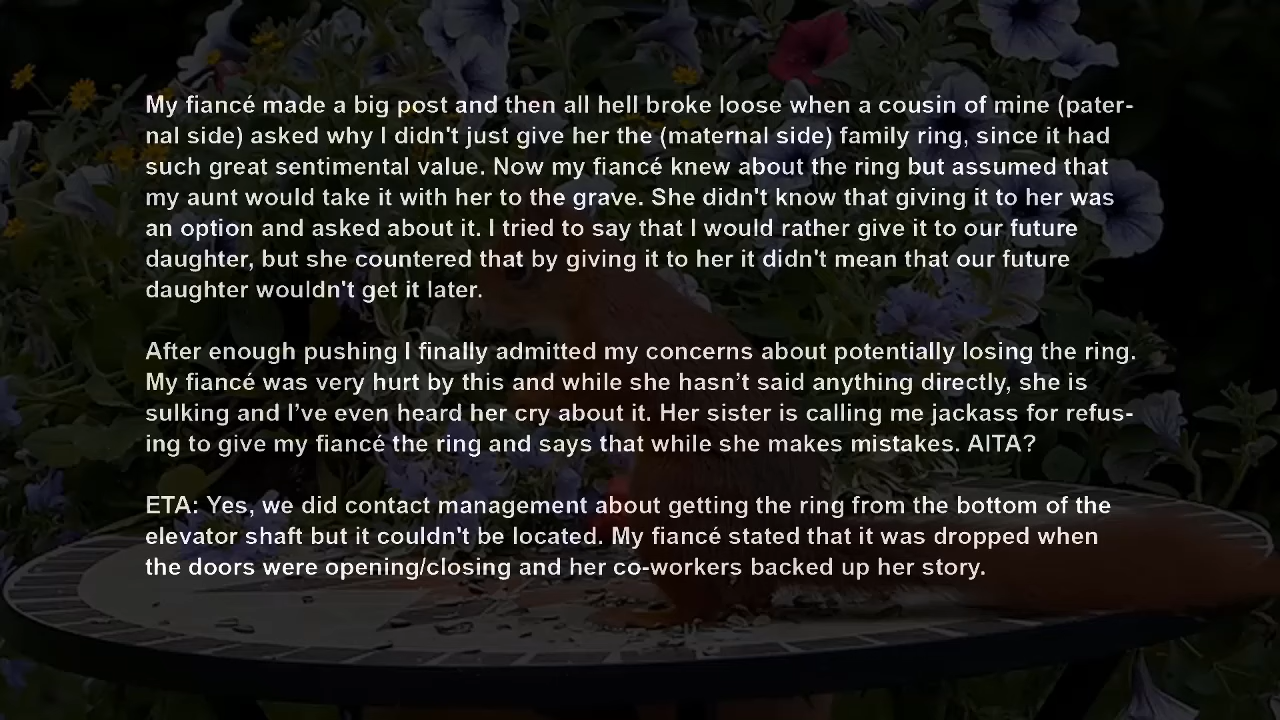 My fiancé made a big post and then all hell broke loose when a cousin of mine (pater-
nal side) asked why I didn't just give her the (maternal side) family ring, since it had
such great sentimental value. Now my fiancé knew about the ring but assumed that
my aunt would take it with her to the grave. She didn't know that giving it to her was
an option and asked about it. I tried to say that I would rather give it to our future
daughter, but she countered that by giving it to her it didn't mean that our future
daughter wouldn't get it later.
After enough pushing I finally admitted my concerns about potentially losing the ring.
My fiancé was very hurt by this and while she hasn’t said anything directly, she is
sulking and I’ve even heard her cry about it. Her sister is calling me jackass for refus-
ing to give my fiancé the ring and says that while she makes mistakes. AITA?
ETA: Yes, we did contact management about getting the ring from the bottom of the
elevator shaft but it couldn't be located. My fiancé stated that it was dropped when
the doors were opening/closing and her co-workers backed up her story.